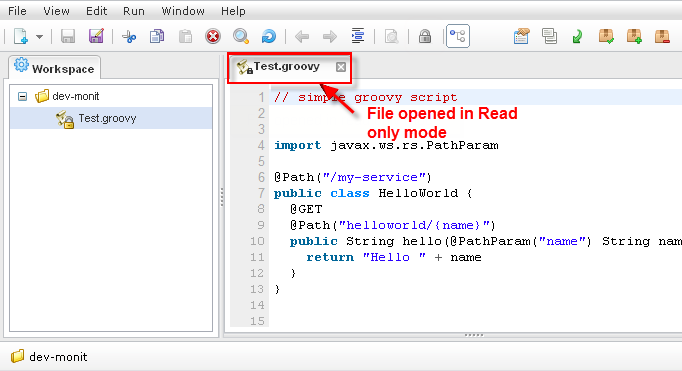 File View Edit Run Window Help
Workspace
dev-monit
Test.groovy
Test.groovy
File opened in Read
only mode
1 // simple groovy script
2
3
4 import javax.ws.rs.PathParam
5
6 @Path("/my-service")
7 public class HelloWorld {
8 @GET
9 @Path("helloworld/{name}")
10 public String hello(@PathParam("name") String nam
11 return "Hello " + name
12 }
13 }
14
15
dev-monit